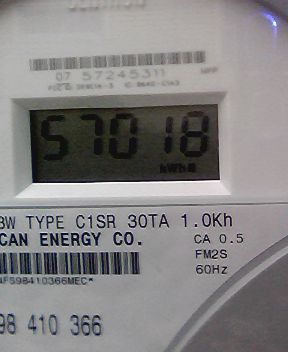 07 57245311
57018
kWh
3W TYPE C1SR 30TA 1.0Kh
CAN ENERGY CO. CA 0.5
FM2S
60Hz
98 410 366